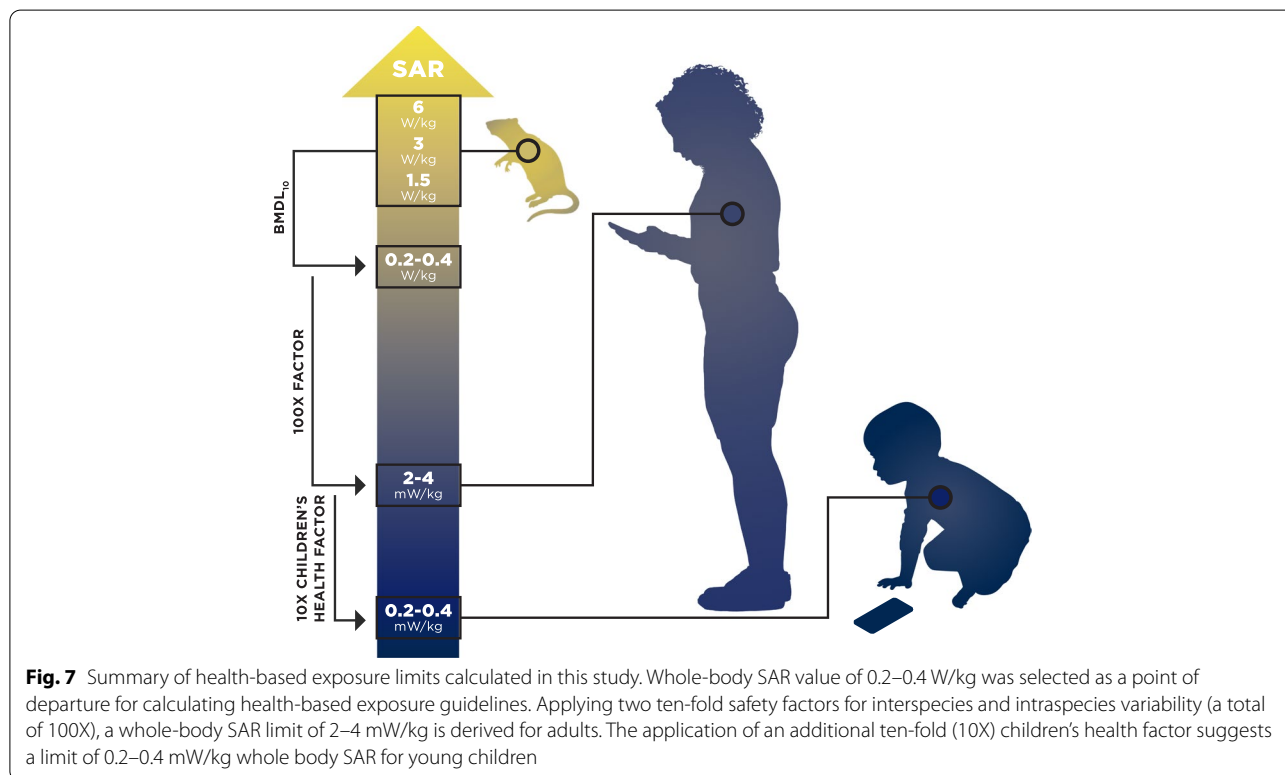 SAR
6
W/kg
3
W/kg
1.5
W/kg
BMDL₁₀
0.2-0.4
W/kg
100X FACTOR
2-4
mW/kg
10X CHILDREN'S
HEALTH FACTOR
0.2-0.4
mW/kg
Fig. 7 Summary of health-based exposure limits calculated in this study. Whole-body SAR value of 0.2–0.4 W/kg was selected as a point of
departure for calculating health-based exposure guidelines. Applying two ten-fold safety factors for interspecies and intraspecies variability (a total
of 100X), a whole-body SAR limit of 2–4 mW/kg is derived for adults. The application of an additional ten-fold (10X) children’s health factor suggests
a limit of 0.2–0.4 mW/kg whole body SAR for young children